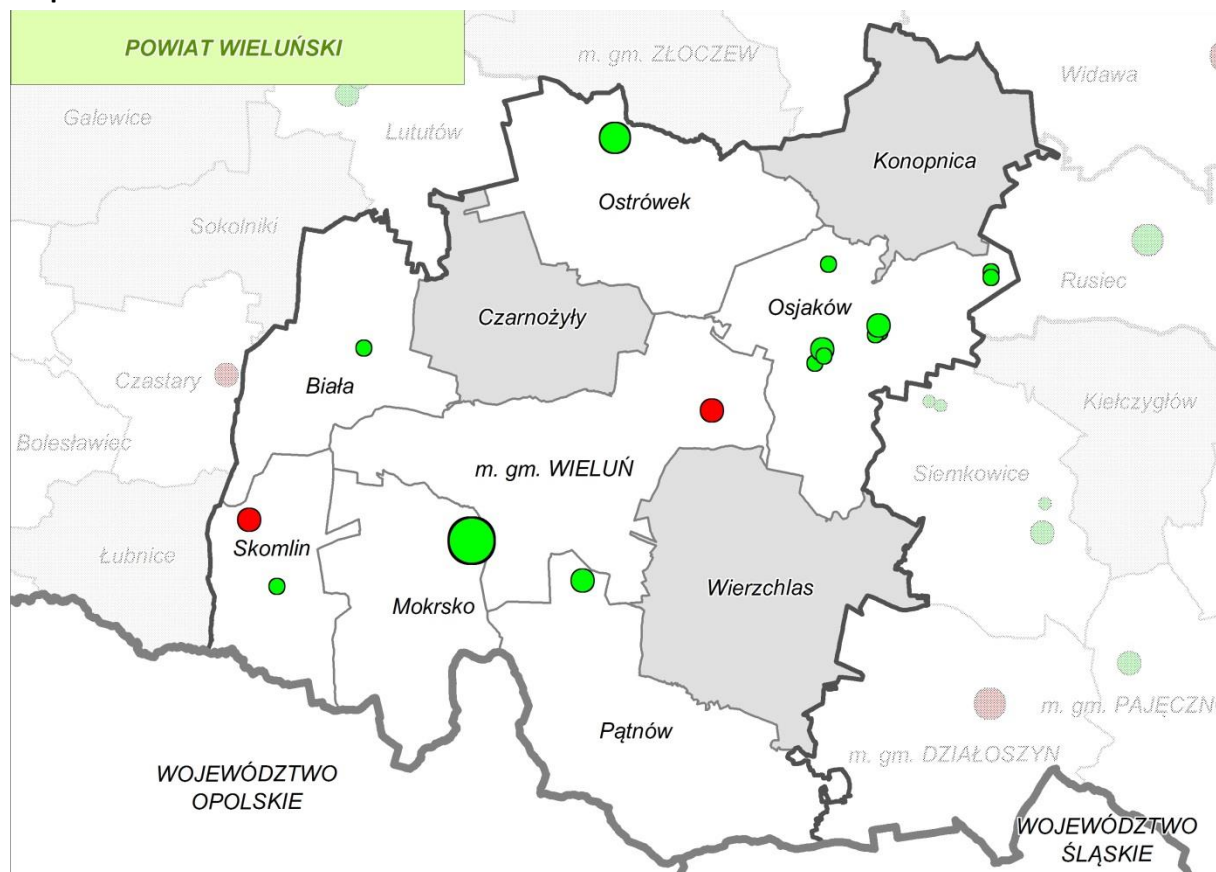 POWIAT WIELUŃSKI
m. gm. ZŁOCZEW
Widawa
Galewice
Lututów
Konopnica
Ostrówek
Sokolniki
Rusiec
Osjaków
Czarnożyły
Czastary
Biała
Kiełczygłów
Bolesławiec
m. gm. WIELUŃ
Siemkowice
Skomlin
Łubnice
Wierzchlas
Mokrsko
m. gm. PAJĘCZN
Pątnów
m. gm. DZIAŁOSZYN
WOJEWÓDZTWO
OPOLSKIE
WOJEWÓDZTWO
ŚLĄSKIE